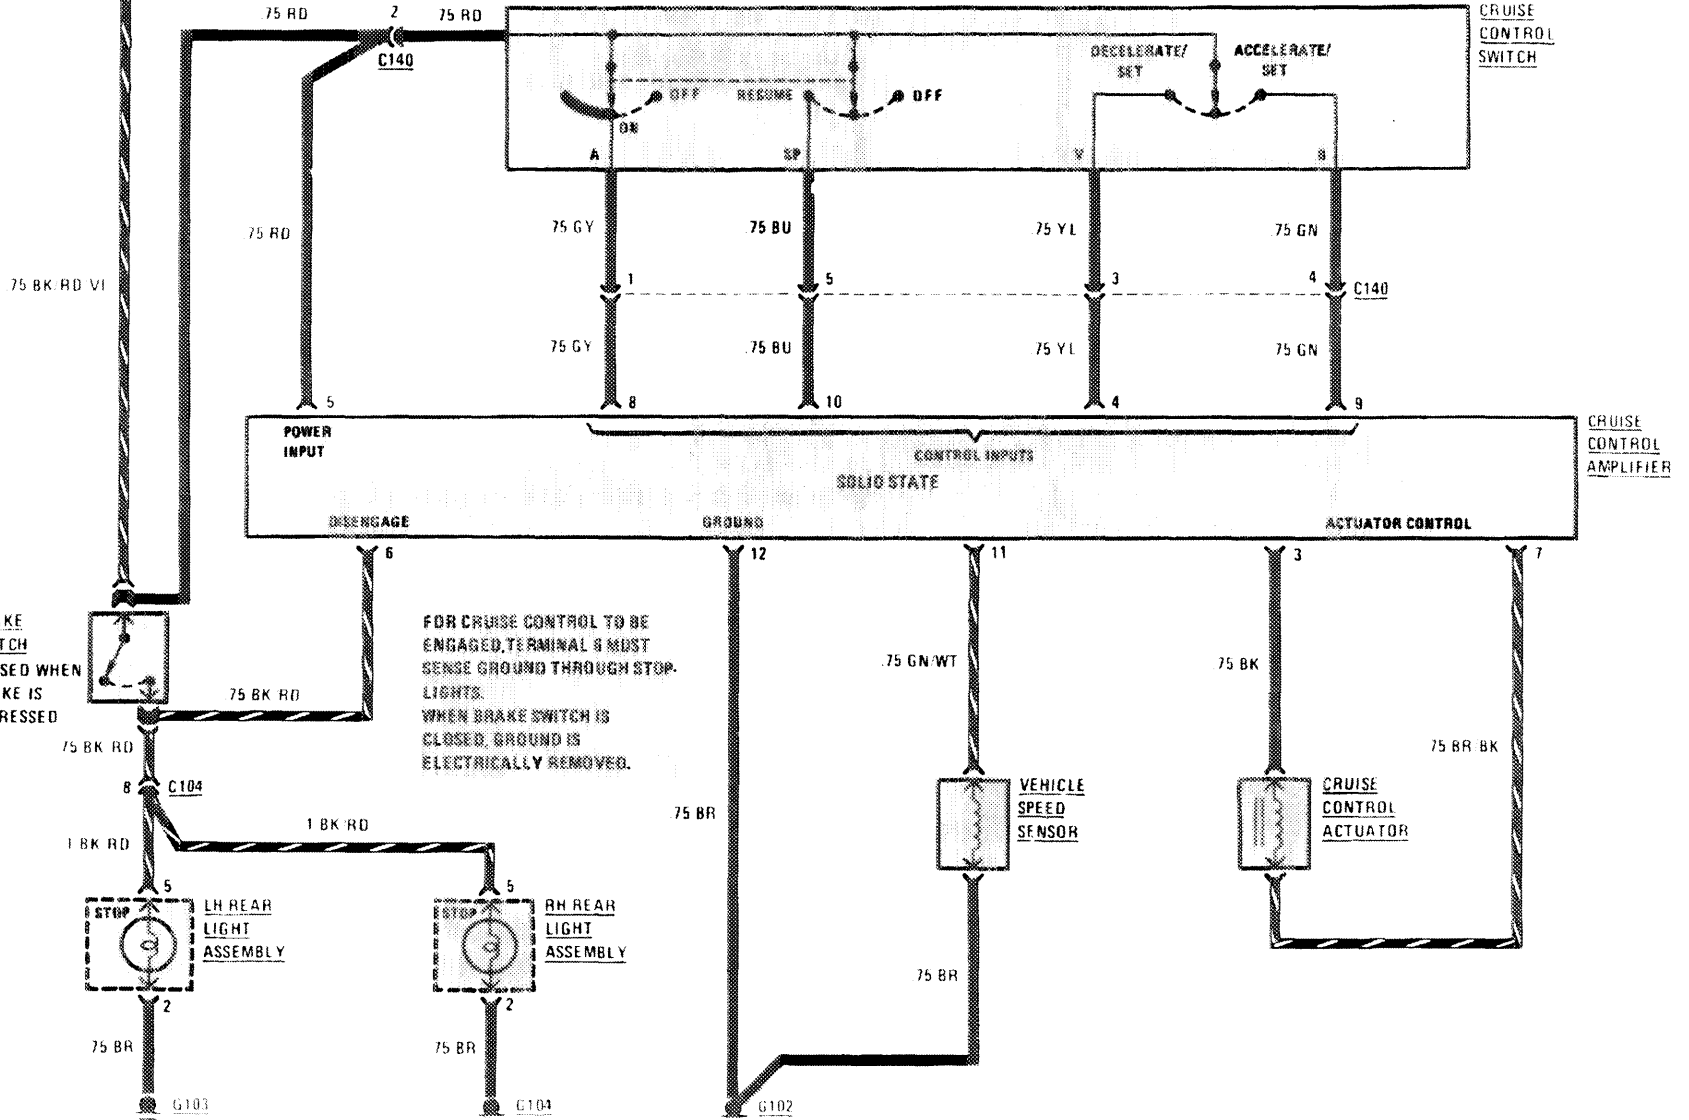 .75 RD
2
.75 RD
C140
CRUISE
CONTROL
SWITCH
DECELERATE/
SET
ACCELERATE/
SET
OFF
RESUME
OFF
ON
A
SP
V
B
.75 RD
.75 GY
.75 BU
.75 YL
.75 GN
.75 BK/RD VI
1
5
3
4
C140
75 GY
.75 BU
.75 YL
75 GN
5
8
10
4
9
POWER
INPUT
CONTROL INPUTS
SOLID STATE
CRUISE
CONTROL
AMPLIFIER
DISENGAGE
GROUND
ACTUATOR CONTROL
6
12
11
3
7
KE
TCH
SED WHEN
KE IS
RESSED
FOR CRUISE CONTROL TO BE
ENGAGED, TERMINAL 6 MUST
SENSE GROUND THROUGH STOP-
LIGHTS.
WHEN BRAKE SWITCH IS
CLOSED, GROUND IS
ELECTRICALLY REMOVED.
75 BK RD
.75 GN/WT
.75 BK
75 BK RD
75 BR BK
8
C104
VEHICLE
SPEED
SENSOR
CRUISE
CONTROL
ACTUATOR
.75 BR
1 BK RD
1 BK/RD
5
5
STOP
LH REAR
LIGHT
ASSEMBLY
STOP
RH REAR
LIGHT
ASSEMBLY
75 BR
2
2
75 BR
75 BR
G103
G104
G102